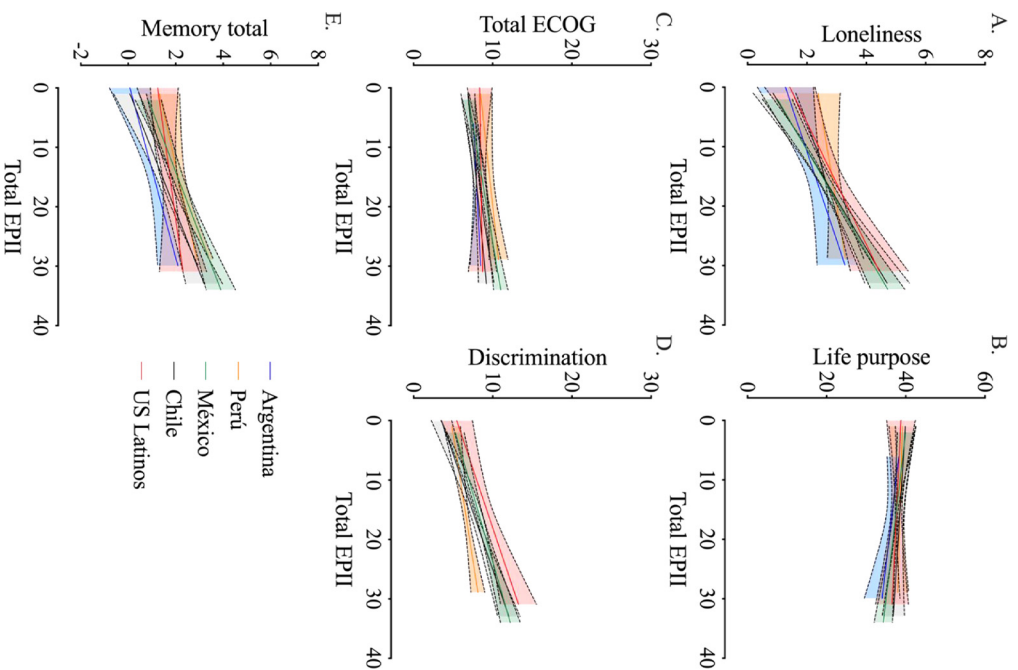 A.
Loneliness
8
6
4
2
0
0 10 20 30 40
Total EPII
B.
Life purpose
60
40
20
0
0 10 20 30 40
Total EPII
C.
Total ECOG
30
20
10
0
0 10 20 30 40
Total EPII
D.
Discrimination
30
20
10
0
0 10 20 30 40
Total EPII
E.
Memory total
8
6
4
2
0
-2
0 10 20 30 40
Total EPII
Argentina
Perú
México
Chile
US Latinos